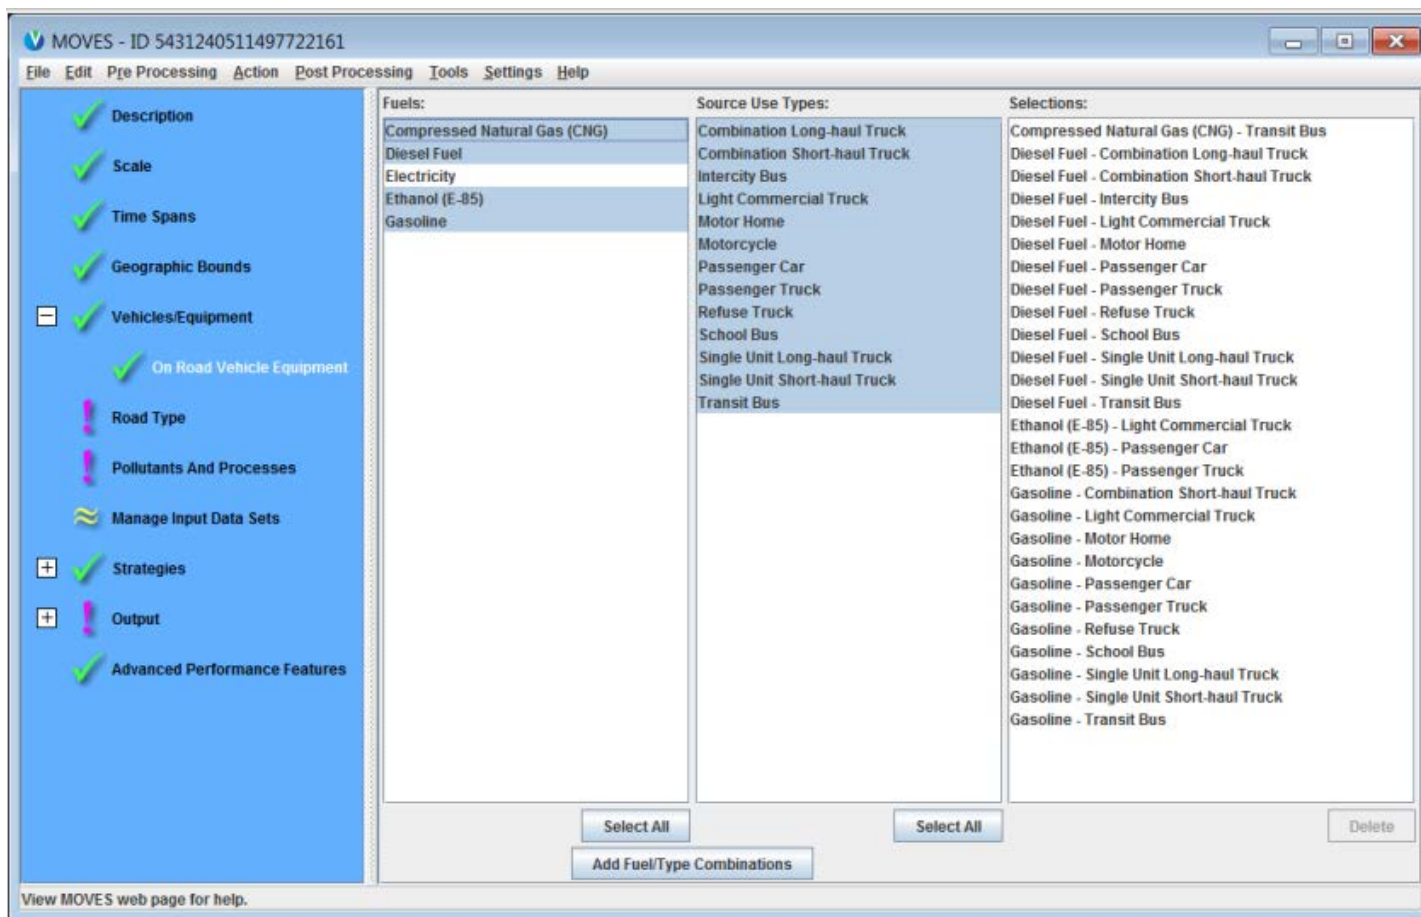 MOVES - ID 5431240511497722161
File Edit Pre Processing Action Post Processing Tools Settings Help
Description
Scale
Time Spans
Geographic Bounds
Vehicles/Equipment
On Road Vehicle Equipment
Road Type
Pollutants And Processes
Manage Input Data Sets
Strategies
Output
Advanced Performance Features
Fuels:
Compressed Natural Gas (CNG)
Diesel Fuel
Electricity
Ethanol (E-85)
Gasoline
Select All
Source Use Types:
Combination Long-haul Truck
Combination Short-haul Truck
Intercity Bus
Light Commercial Truck
Motor Home
Motorcycle
Passenger Car
Passenger Truck
Refuse Truck
School Bus
Single Unit Long-haul Truck
Single Unit Short-haul Truck
Transit Bus
Select All
Selections:
Compressed Natural Gas (CNG) - Transit Bus
Diesel Fuel - Combination Long-haul Truck
Diesel Fuel - Combination Short-haul Truck
Diesel Fuel - Intercity Bus
Diesel Fuel - Light Commercial Truck
Diesel Fuel - Motor Home
Diesel Fuel - Passenger Car
Diesel Fuel - Passenger Truck
Diesel Fuel - Refuse Truck
Diesel Fuel - School Bus
Diesel Fuel - Single Unit Long-haul Truck
Diesel Fuel - Single Unit Short-haul Truck
Diesel Fuel - Transit Bus
Ethanol (E-85) - Light Commercial Truck
Ethanol (E-85) - Passenger Car
Ethanol (E-85) - Passenger Truck
Gasoline - Combination Short-haul Truck
Gasoline - Light Commercial Truck
Gasoline - Motor Home
Gasoline - Motorcycle
Gasoline - Passenger Car
Gasoline - Passenger Truck
Gasoline - Refuse Truck
Gasoline - School Bus
Gasoline - Single Unit Long-haul Truck
Gasoline - Single Unit Short-haul Truck
Gasoline - Transit Bus
Delete
Add Fuel/Type Combinations
View MOVES web page for help.